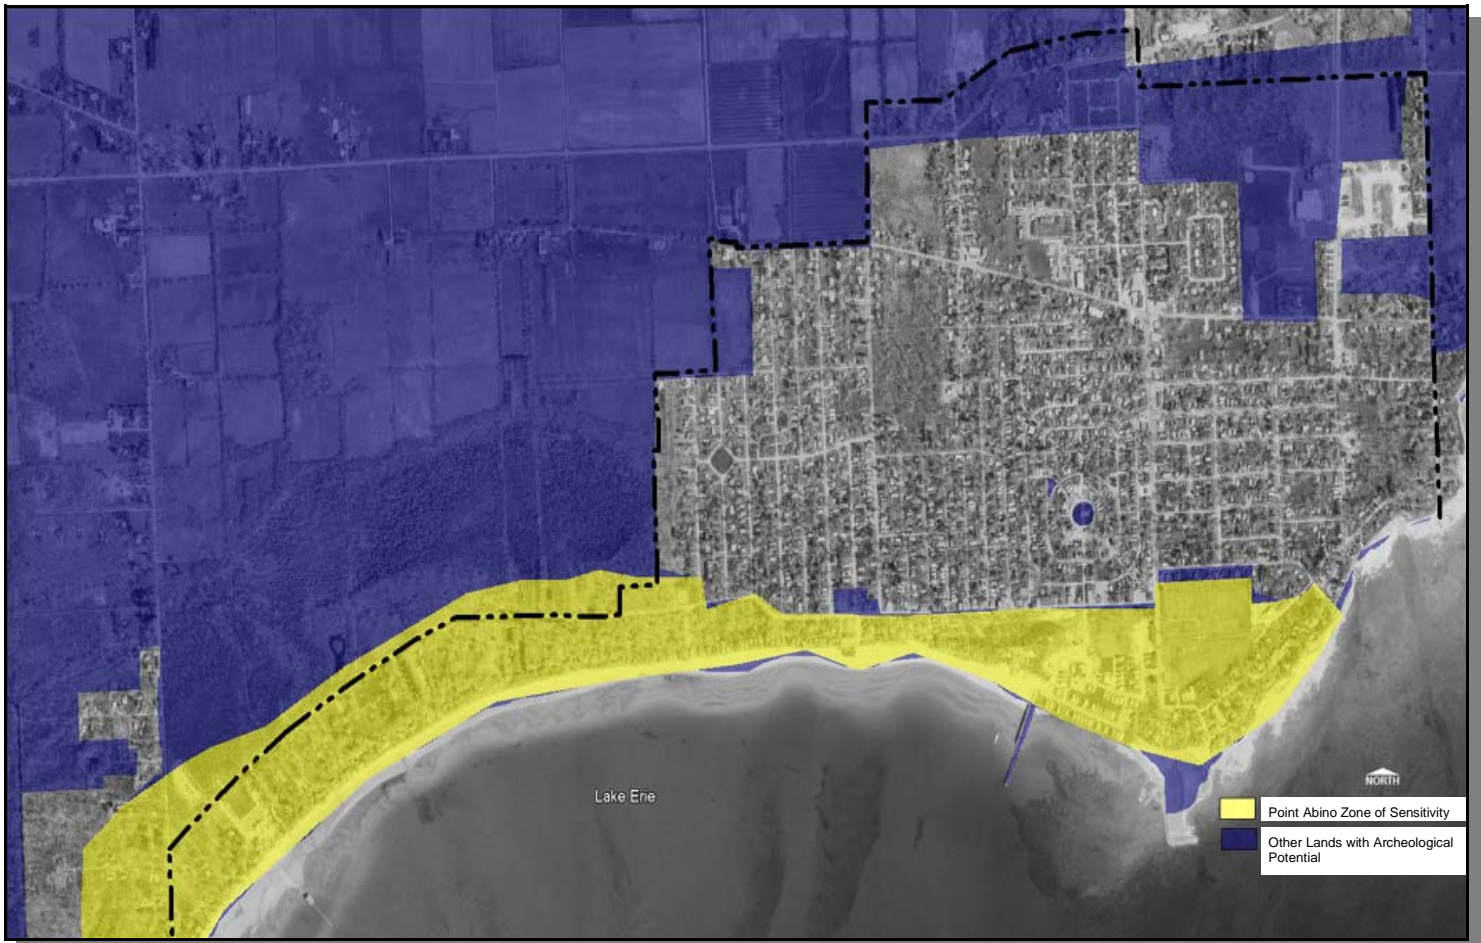 Lake Erie
NORTH
Point Abino Zone of Sensitivity
Other Lands with Archeological
Potential